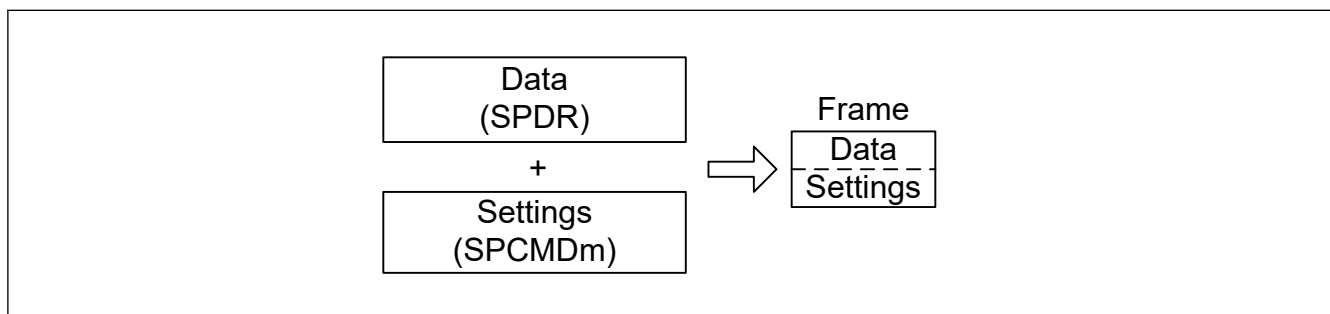 Data
(SPDR)
+
Settings
(SPCMDm)
Frame
Data
Settings